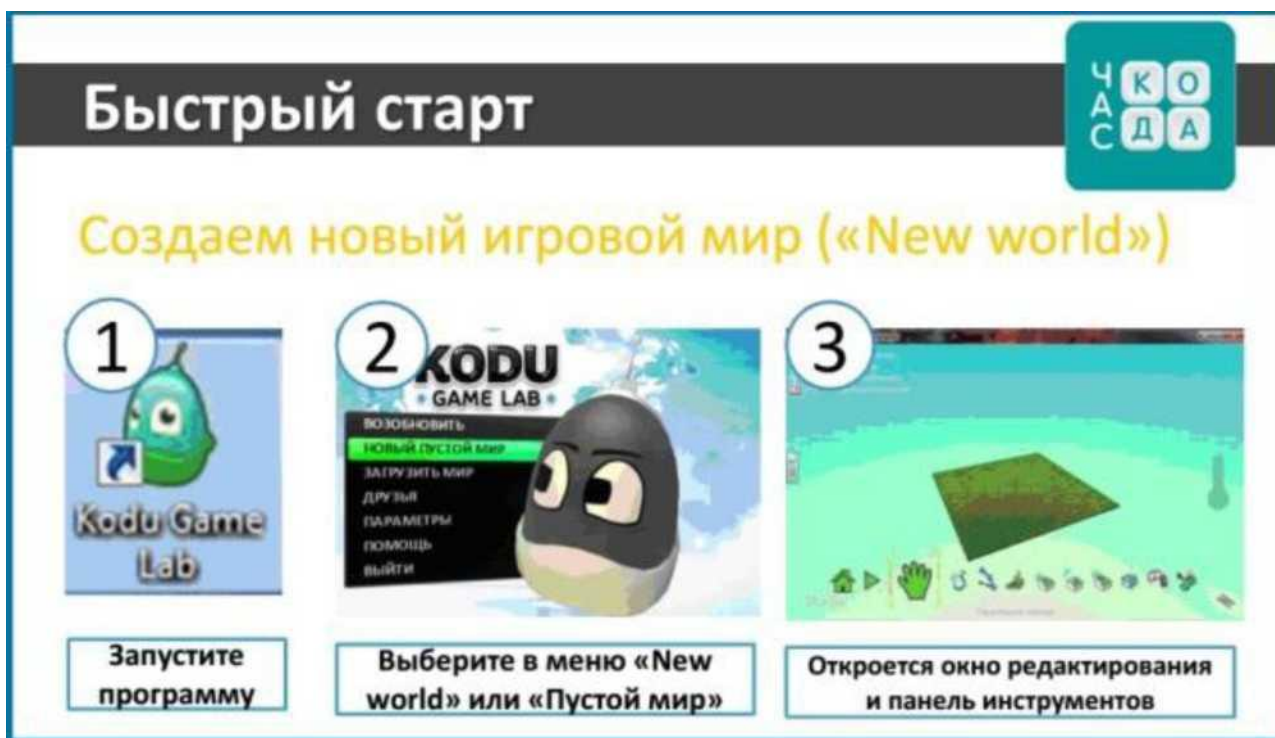 Быстрый старт
ЧАС
КО
ДА
Создаем новый игровой мир («New world»)
1
Kodu Game
Lab
Запустите
программу
2
KODU
GAME LAB
ВОЗОБНОВИТЬ
НОВЫЙ ПУСТОЙ МИР
ЗАГРУЗИТЬ МИР
ДРУЗЬЯ
ПАРАМЕТРЫ
ПОМОЩЬ
ВЫЙТИ
Выберите в меню «New
world» или «Пустой мир»
3
Откроется окно редактирования
и панель инструментов